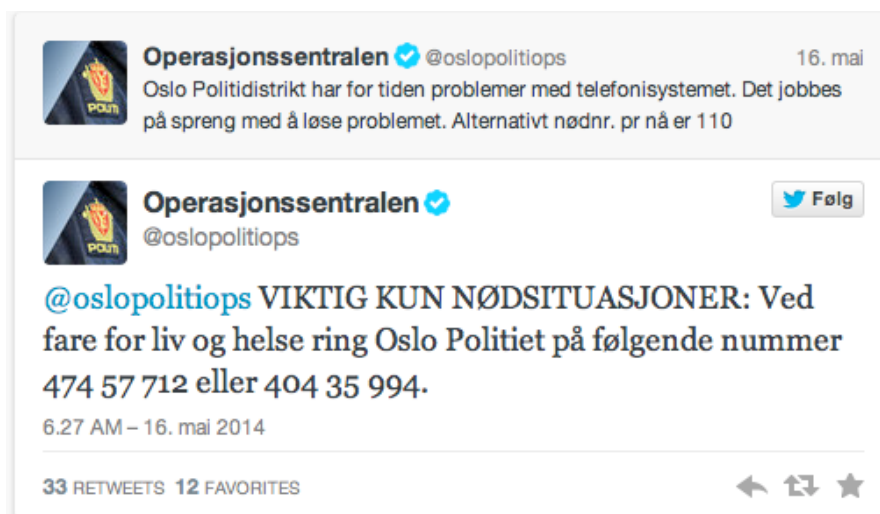 Operasjonssentralen @oslopolitiops 16. mai
Oslo Politidistrikt har for tiden problemer med telefonisystemet. Det jobbes
på spreng med å løse problemet. Alternativt nødnr. pr nå er 110
POLITI
Operasjonssentralen
Følg
@oslopolitiops
POLITI
@oslopolitiops VIKTIG KUN NØDSITUASJONER: Ved
fare for liv og helse ring Oslo Politiet på følgende nummer
474 57 712 eller 404 35 994.
6.27 AM – 16. mai 2014
33 RETWEETS 12 FAVORITES